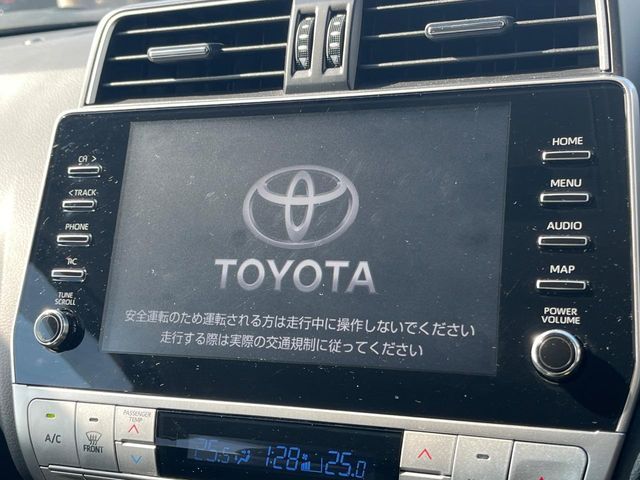 HOME
< TRACK
MENU
PHONE
AUDIO
MAP
TUNE
SCROLL
POWER
VOLUME
TOYOTA
安全運転のため運転される方は走行中に操作しないでください
走行する際は実際の交通規制に従ってください
A/C
FRONT
PASSENGER
TEMP
25.5
1:28
25.0